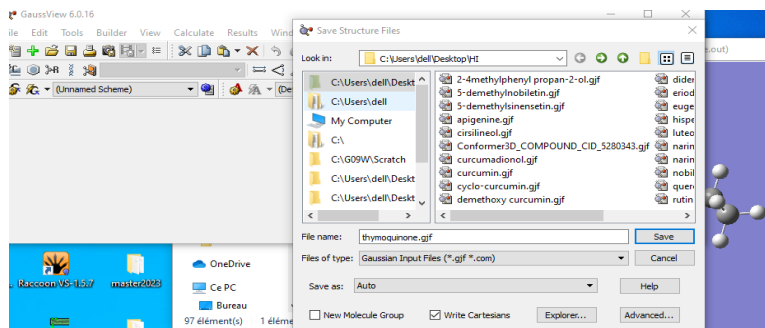 GaussView 6.0.16
Save Structure Files
ile Edit Tools Builder View Calculate Results Wind
Look in: C:\Users\dell\Desktop\HI
e.out)
C:\Users\dell\Deskt
C:\Users\dell
My Computer
C:\
C:\G09W\Scratch
C:\Users\dell\Deskt
C:\Users\dell\Deskt
2-4methylphenyl propan-2-ol.gjf
5-demethylnobiletin.gjf
5-demethylsinensetin.gjf
apigenine.gjf
cirsilineol.gjf
Conformer3D_COMPOUND_CID_5280343.gjf
curcumadionol.gjf
curcumin.gjf
cyclo-curcumin.gjf
demethoxy curcumin.gjf
dider
eriod
euge
hispe
luteo
narin
narin
nobil
quer
rutin
(Unnamed Scheme)
(De
File name: thymoquinone.gjf Save
Files of type: Gaussian Input Files (*.gjf *.com) Cancel
Save as: Auto Help
New Molecule Group Write Cartesians Explorer... Advanced...
Raccoon VS-1.5.7 master2023
OneDrive
Ce PC
Bureau
97 élément(s) 1 éléme